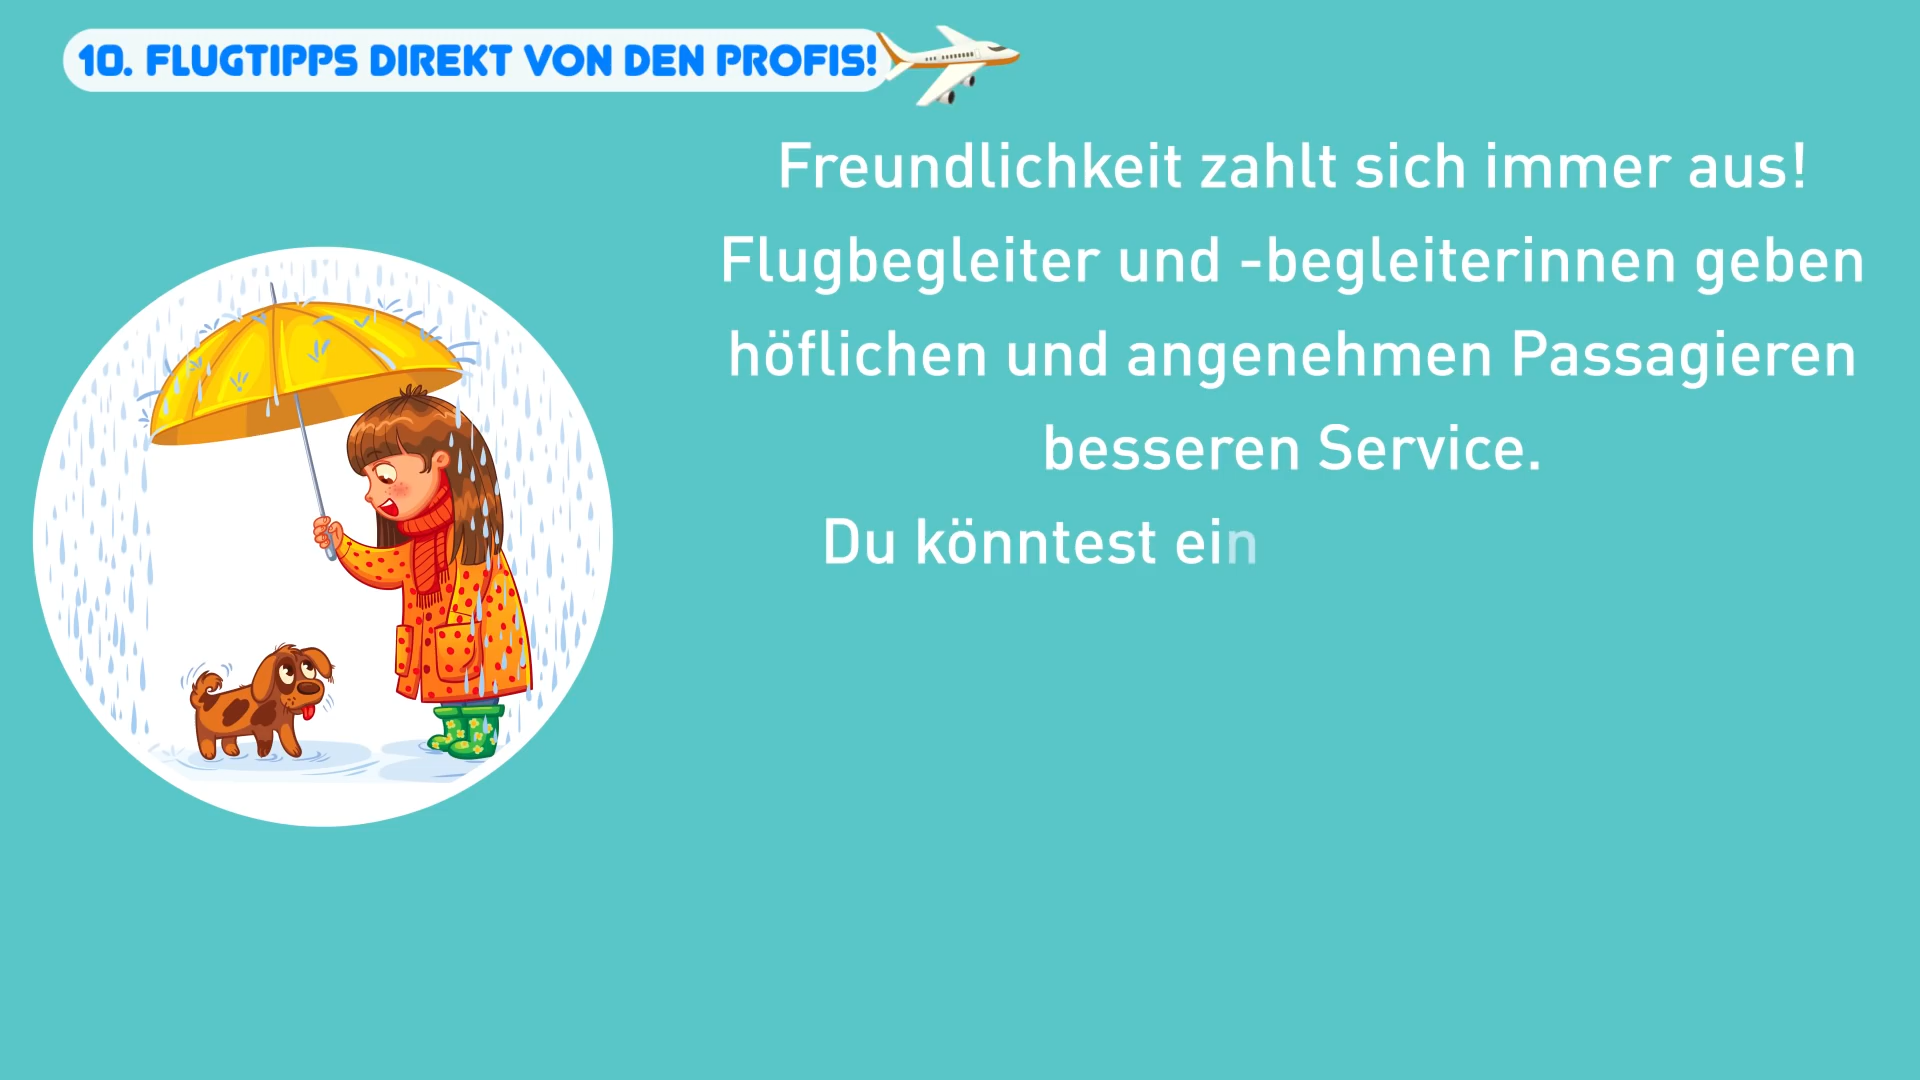 10. FLUGTIPPS DIREKT VON DEN PROFIS!
Freundlichkeit zahlt sich immer aus!
Flugbegleiter und -begleiterinnen geben
höflichen und angenehmen Passagieren
besseren Service.
Du könntest ein